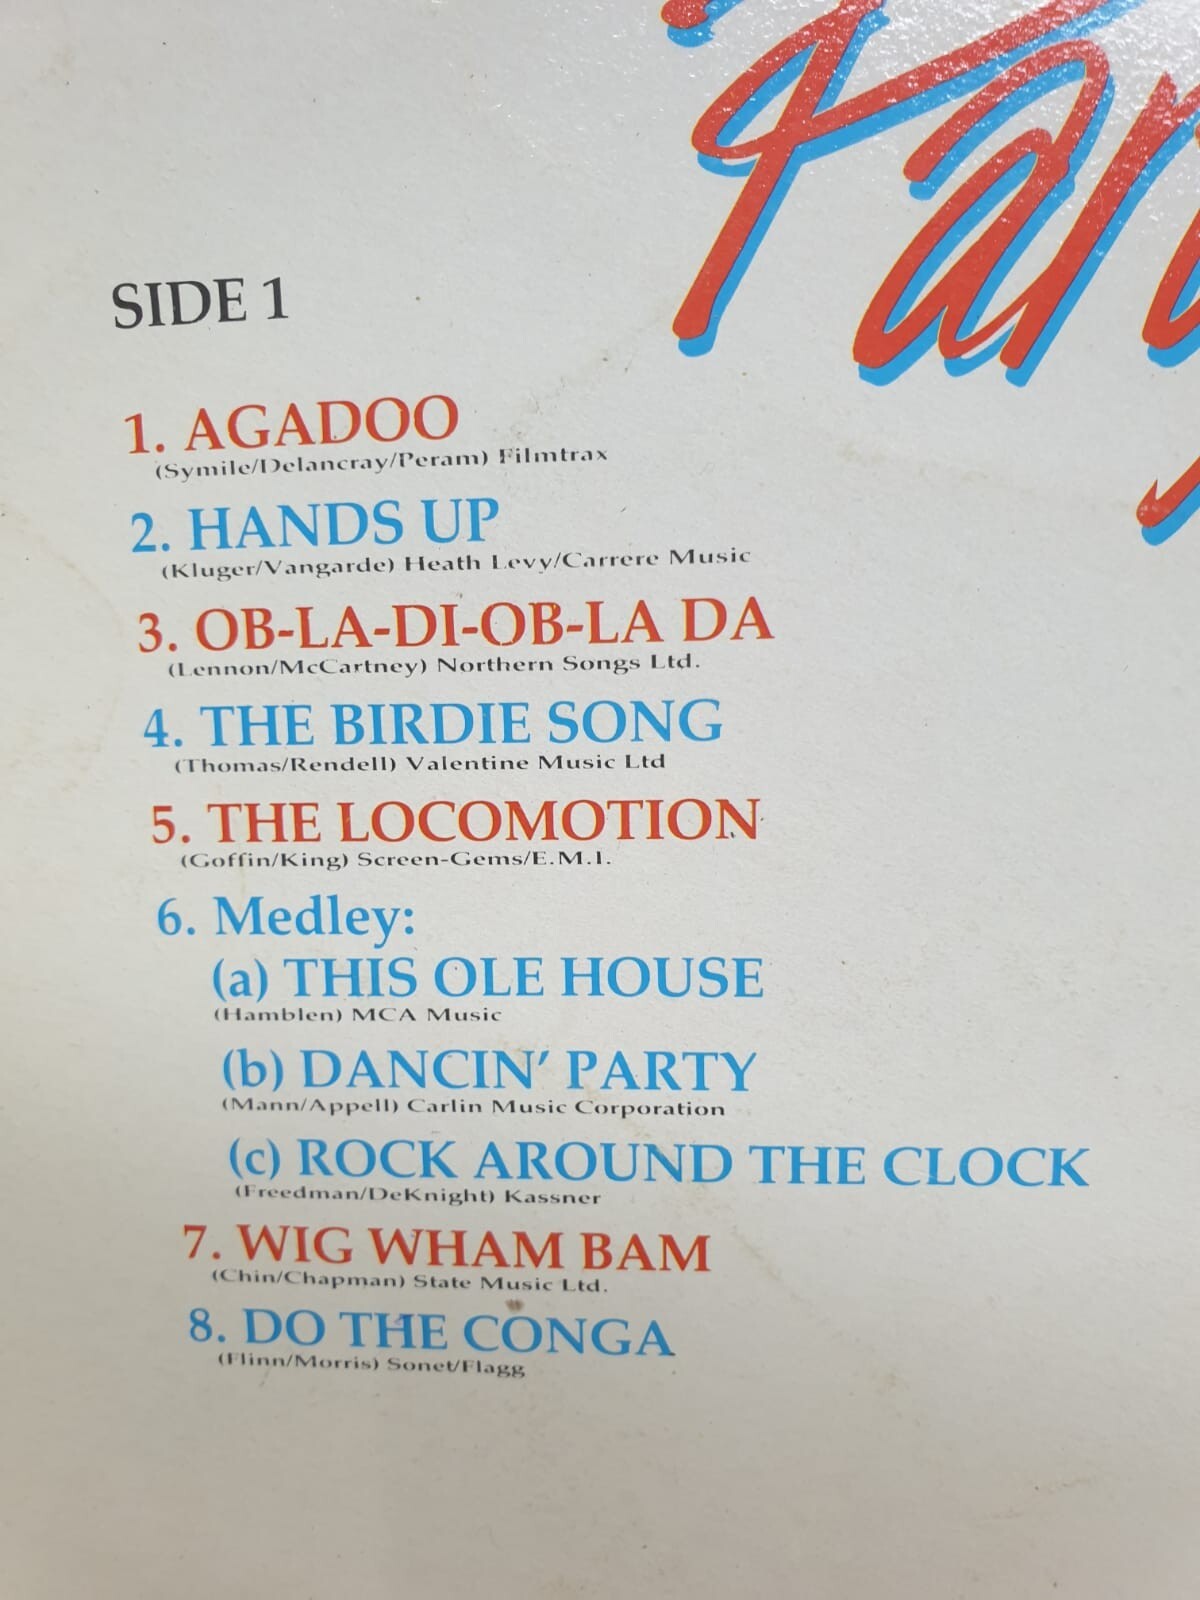 Party
SIDE 1
1. AGADOO
(Symile/Delancray/Peram) Filmtrax
2. HANDS UP
(Kluger/Vangarde) Heath Levy/Carrere Music
3. OB-LA-DI-OB-LA DA
(Lennon/McCartney) Northern Songs Ltd.
4. THE BIRDIE SONG
(Thomas/Rendell) Valentine Music Ltd
5. THE LOCOMOTION
(Goffin/King) Screen-Gems/E.M.I.
6. Medley:
(a) THIS OLE HOUSE
(Hamblen) MCA Music
(b) DANCIN' PARTY
(Mann/Appell) Carlin Music Corporation
(c) ROCK AROUND THE CLOCK
(Freedman/DeKnight) Kassner
7. WIG WHAM BAM
(Chin/Chapman) State Music Ltd.
8. DO THE CONGA
(Flinn/Morris) Sonet/Flagg